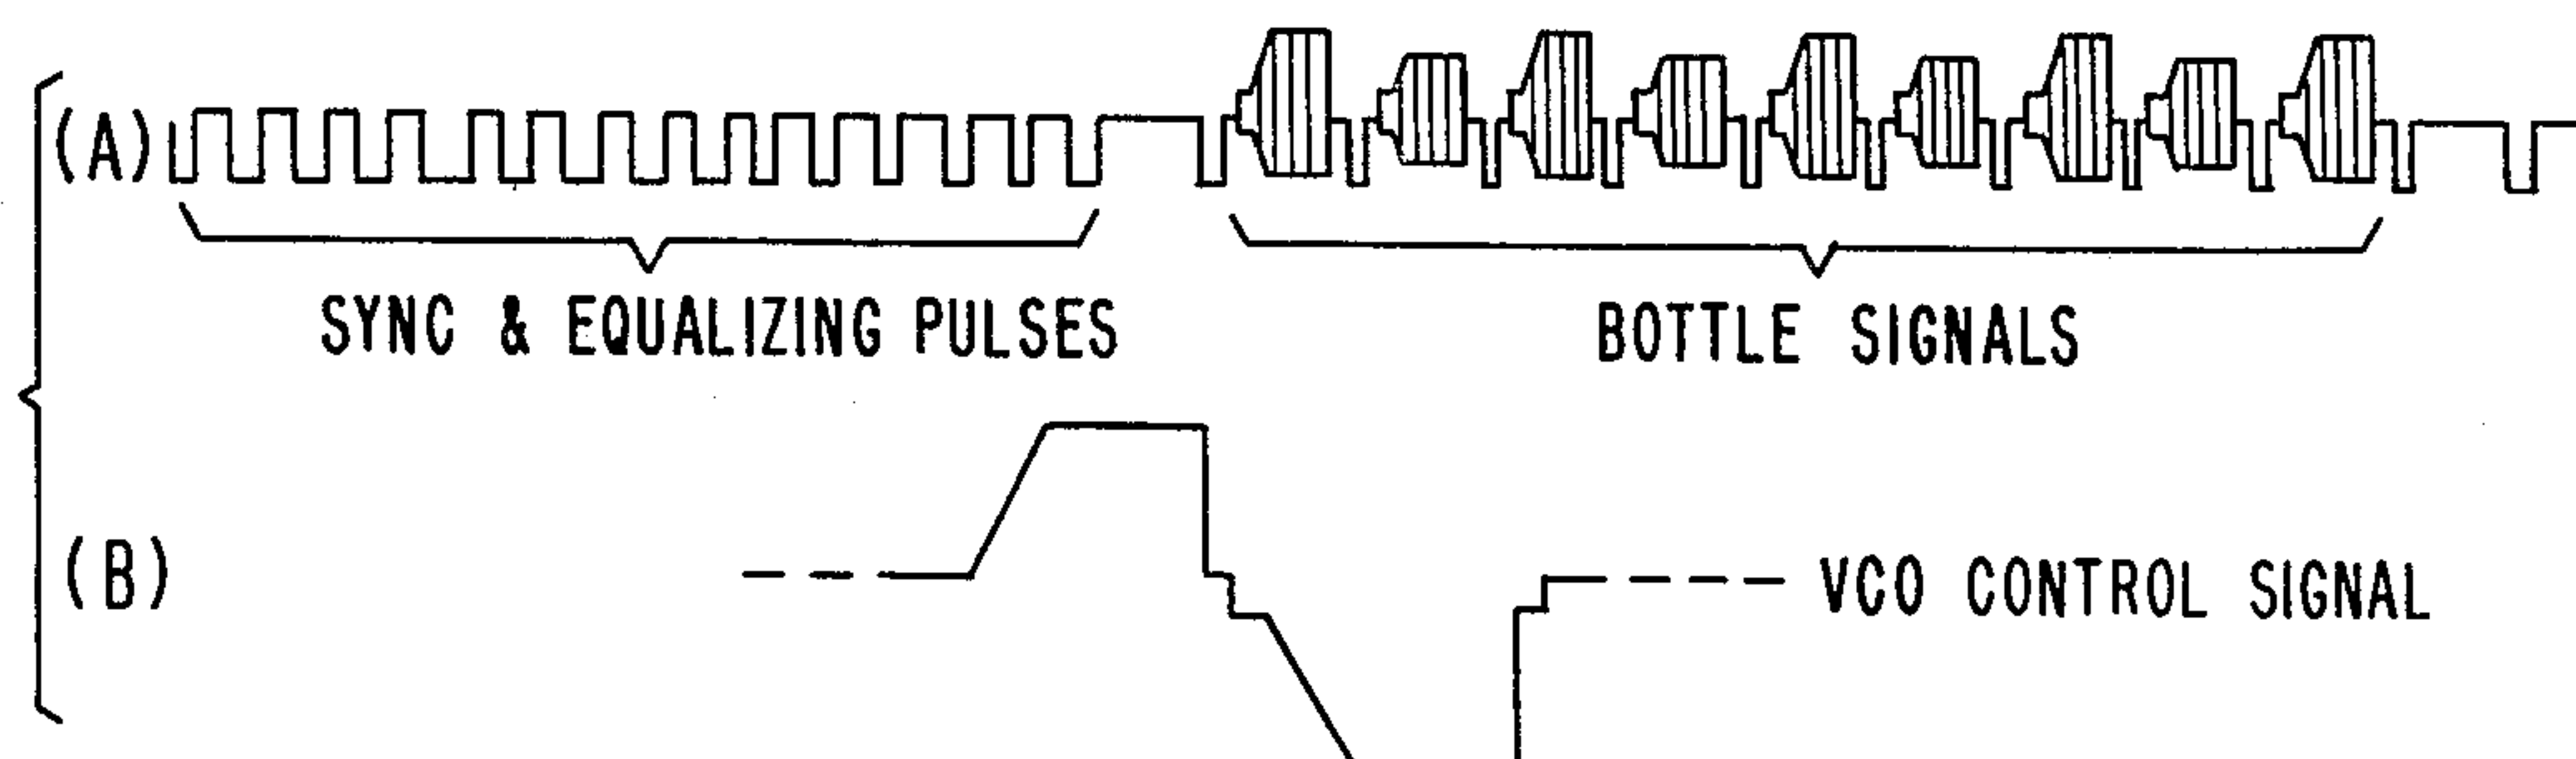 (A)
SYNC & EQUALIZING PULSES
BOTTLE SIGNALS
(B)
VCO CONTROL SIGNAL